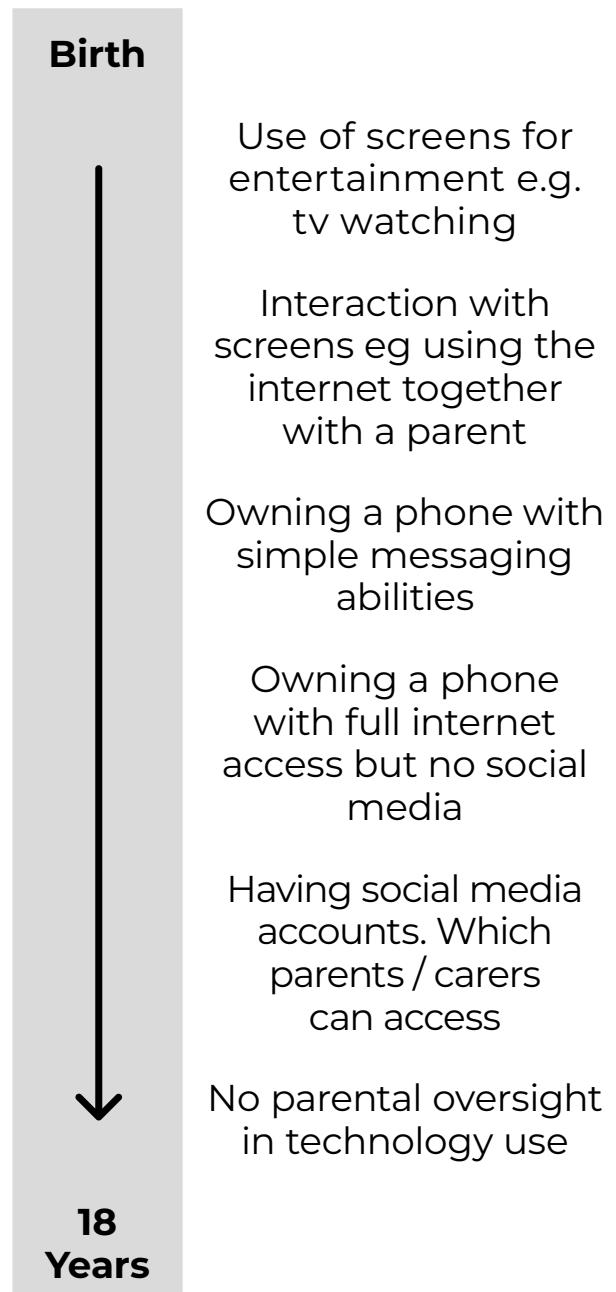 Birth
Use of screens for
entertainment e.g.
tv watching
Interaction with
screens eg using the
internet together
with a parent
Owning a phone with
simple messaging
abilities
Owning a phone
with full internet
access but no social
media
Having social media
accounts. Which
parents / carers
can access
No parental oversight
in technology use
18
Years